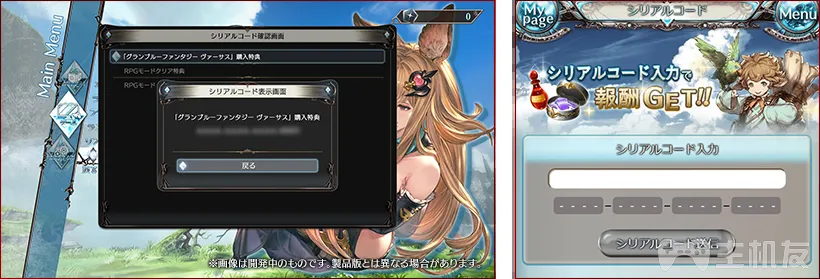 Main Menu
0
シリアルコード確認画面
「グランブルーファンタジー ヴァーサス」購入特典
RPGモードクリア特典
RPGモード
シリアルコード表示画面
「グランブルーファンタジー ヴァーサス」購入特典
戻る
※画像は開発中のものです。製品版とは異なる場合があります。
My page
シリアルコード
Menu
シリアルコード入力で
報酬GET!!
シリアルコード入力
- - - - – - - - - – - - - - – - - - -
シリアルコード送信
主机友